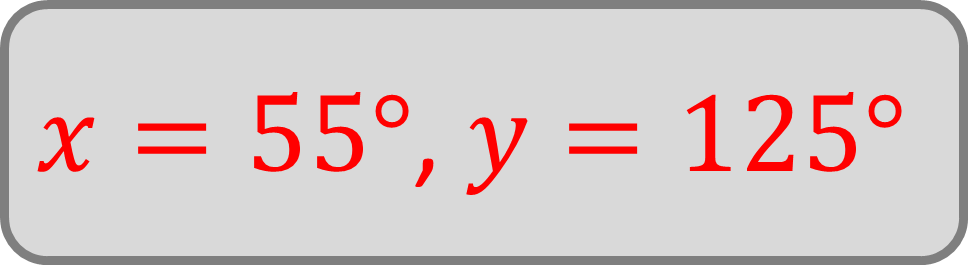 x = 55°, y = 125°